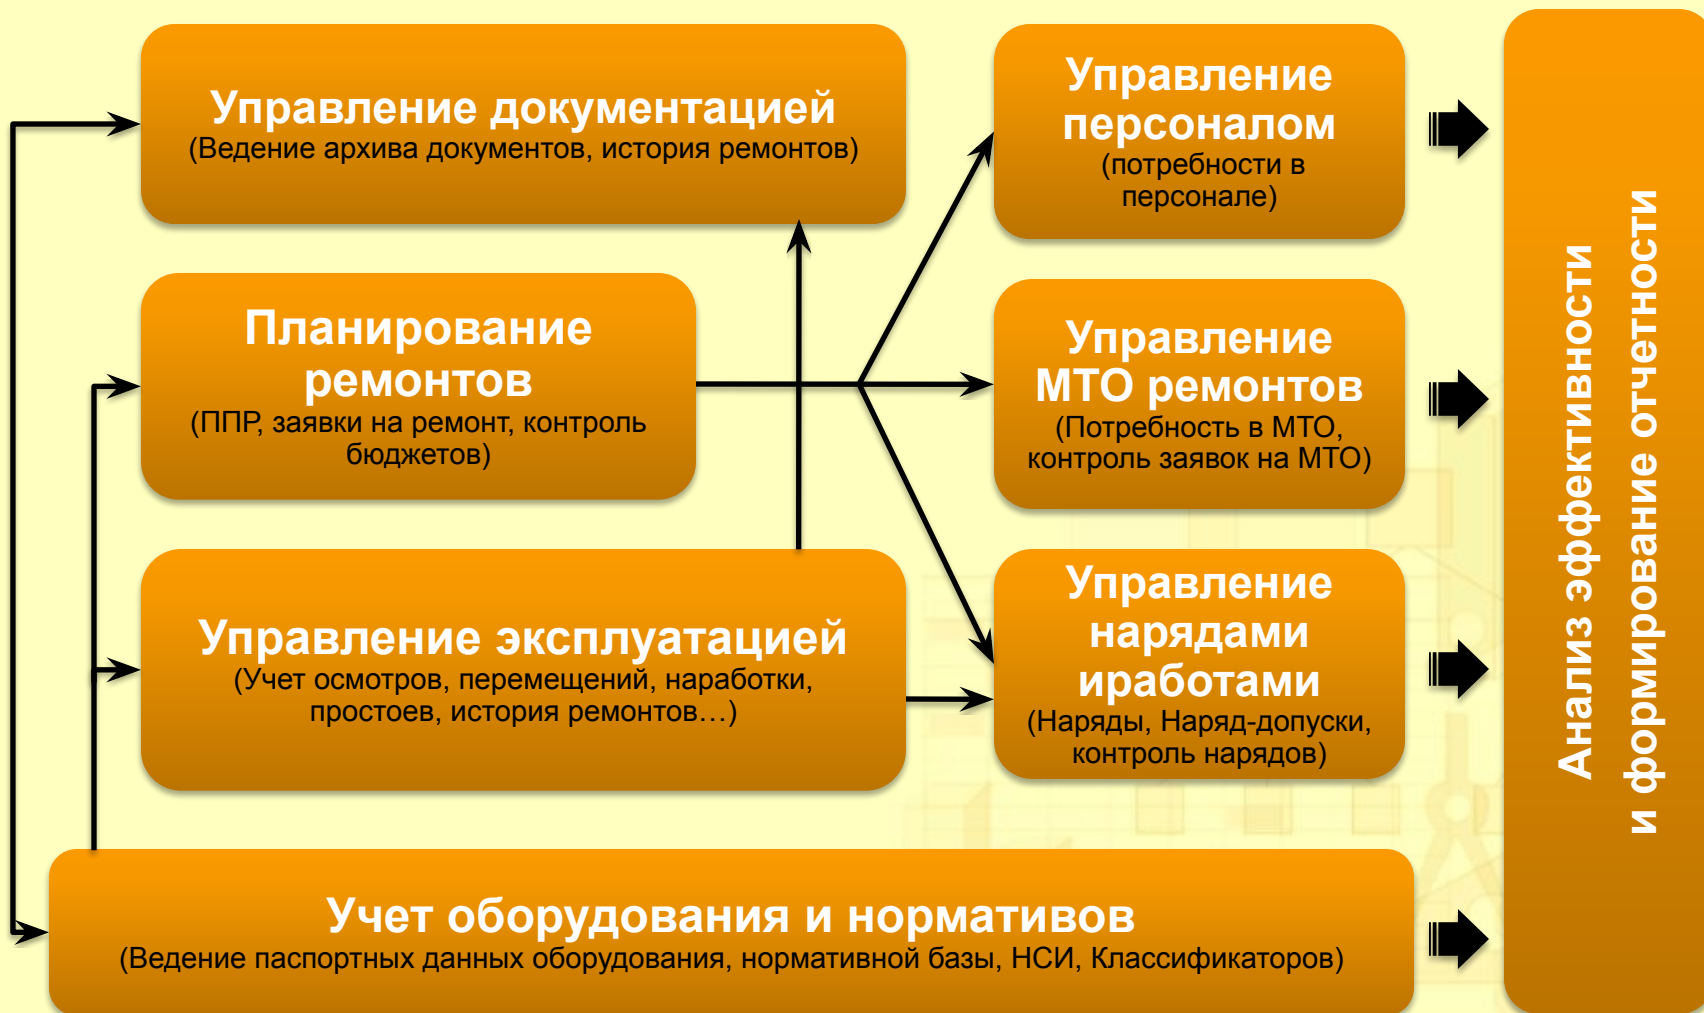 Управление документацией
(Ведение архива документов, история ремонтов)
Управление
персоналом
(потребности в
персонале)
Планирование
ремонтов
(ППР, заявки на ремонт, контроль
бюджетов)
Управление
МТО ремонтов
(Потребность в МТО,
контроль заявок на МТО)
Управление эксплуатацией
(Учет осмотров, перемещений, наработки,
простоев, история ремонтов…)
Управление
нарядами
иработами
(Наряды, Наряд-допуски,
контроль нарядов)
Учет оборудования и нормативов
(Ведение паспортных данных оборудования, нормативной базы, НСИ, Классификаторов)
Анализ эффективности
и формирование отчетности